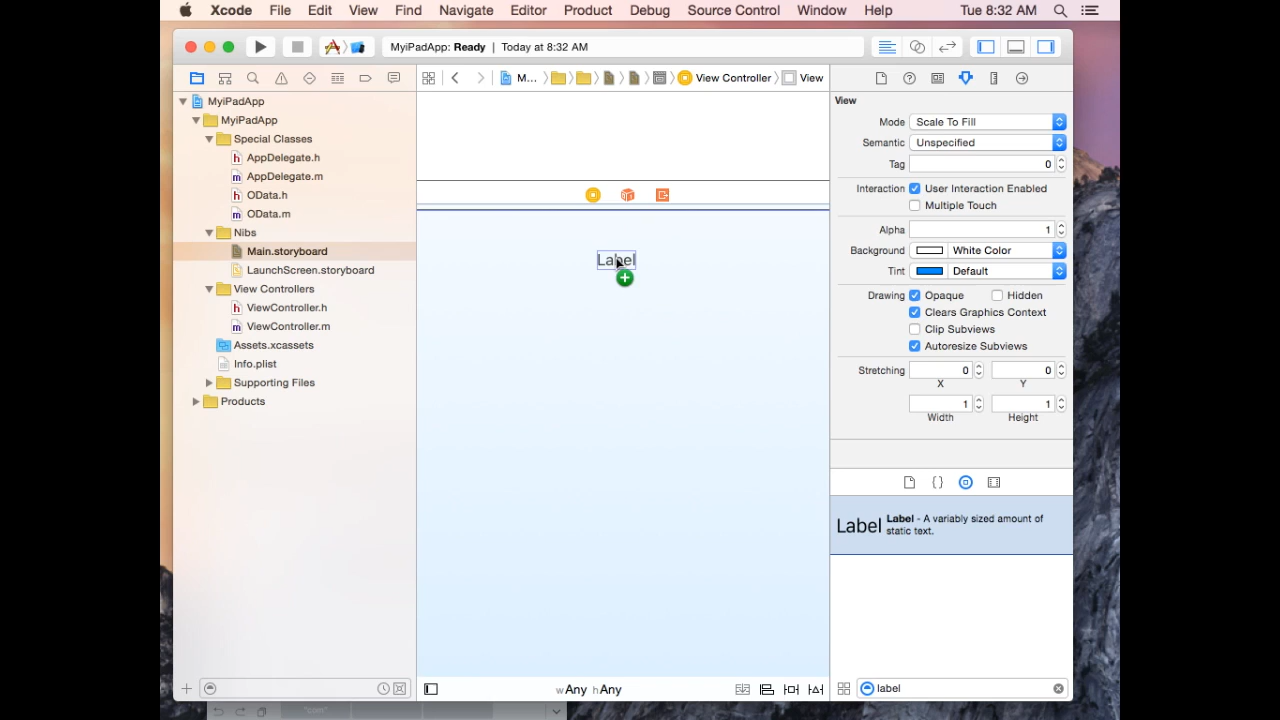 Xcode File Edit View Find Navigate Editor Product Debug Source Control Window Help Tue 8:32 AM
MyiPadApp: Ready | Today at 8:32 AM
M... View Controller View
MyiPadApp
MyiPadApp
Special Classes
AppDelegate.h
AppDelegate.m
OData.h
OData.m
Nibs
Main.storyboard
LaunchScreen.storyboard
View Controllers
ViewController.h
ViewController.m
Assets.xcassets
Info.plist
Supporting Files
Products
Label
wAny hAny
View
Mode Scale To Fill
Semantic Unspecified
Tag 0
Interaction User Interaction Enabled
Multiple Touch
Alpha 1
Background White Color
Tint Default
Drawing Opaque Hidden
Clears Graphics Context
Clip Subviews
Autoresize Subviews
Stretching 0 0
X Y
1 1
Width Height
Label Label - A variably sized amount of
static text.
label